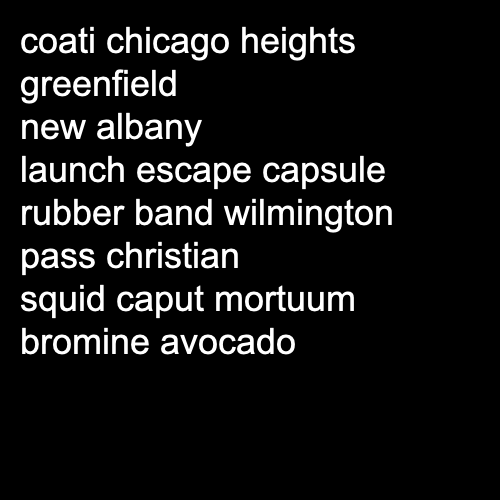 coati chicago heights
greenfield
new albany
launch escape capsule
rubber band wilmington
pass christian
squid caput mortuum
bromine avocado